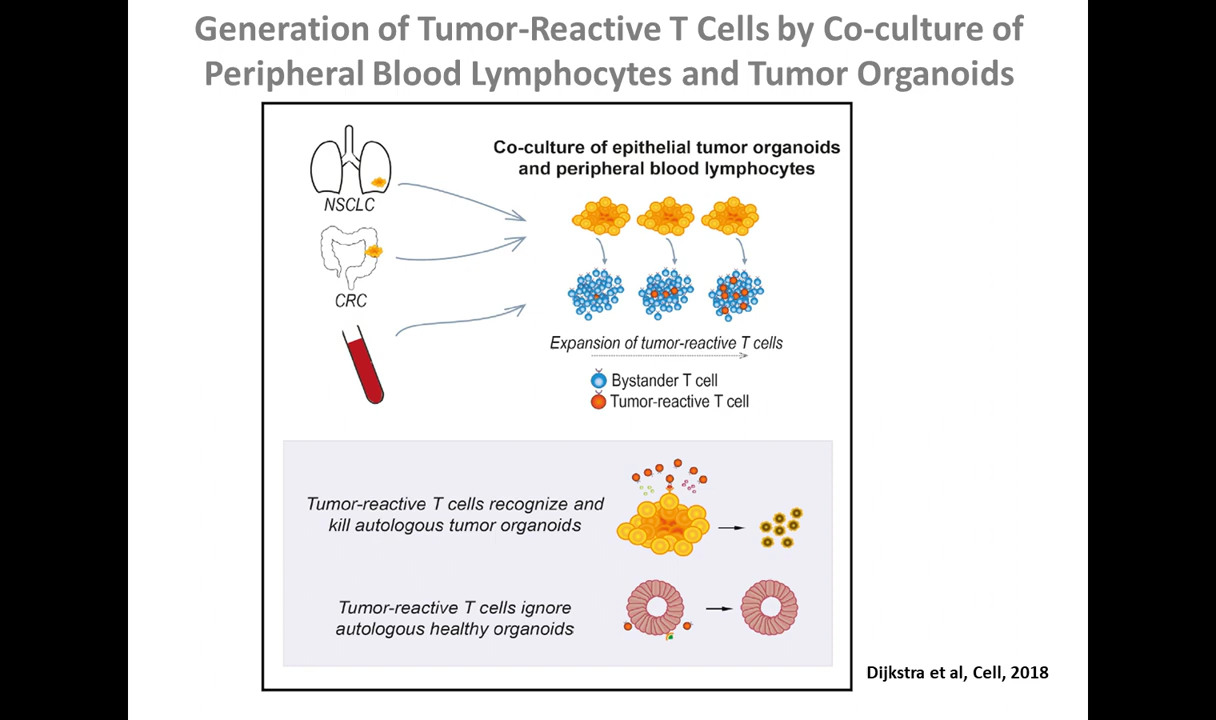 Generation of Tumor-Reactive T Cells by Co-culture of
Peripheral Blood Lymphocytes and Tumor Organoids
NSCLC
CRC
Co-culture of epithelial tumor organoids
and peripheral blood lymphocytes
Expansion of tumor-reactive T cells
Bystander T cell
Tumor-reactive T cell
Tumor-reactive T cells recognize and
kill autologous tumor organoids
Tumor-reactive T cells ignore
autologous healthy organoids
Dijkstra et al, Cell, 2018